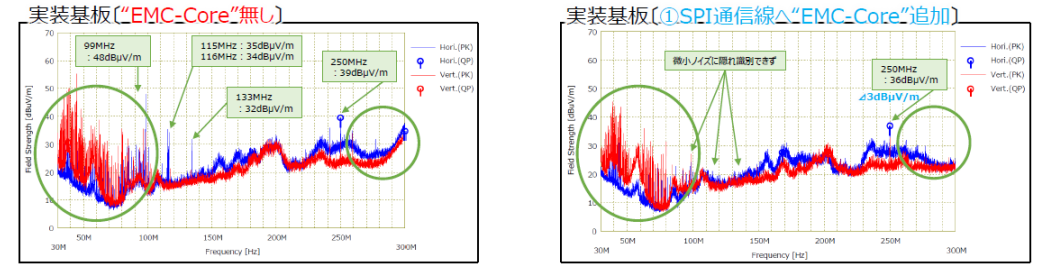 実装基板〔“EMC-Core”無し〕
70
60
50
40
30
20
10
0
Field Strength [dBuV/m]
99MHz
：48dBμV/m
115MHz：35dBμV/m
116MHz：34dBμV/m
133MHz
：32dBμV/m
250MHz
：39dBμV/m
Hori.(PK)
Hori.(QP)
Vert.(PK)
Vert.(QP)
50M
100M
150M
200M
250M
30M
300M
Frequency [Hz]
実装基板〔①SPI通信線へ“EMC-Core”追加〕
70
60
50
40
30
20
10
0
Field Strength [dBuV/m]
微小ノイズに隠れ識別できず
250MHz
：36dBμV/m
⊿3dBμV/m
Hori.(PK)
Hori.(QP)
Vert.(PK)
Vert.(QP)
50M
100M
150M
200M
250M
30M
300M
Frequency [Hz]